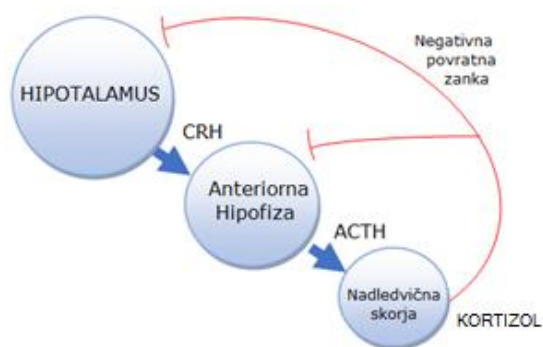 Negativna
povratna
zanka
HIPOTALAMUS
CRH
Anteriorna
Hipofiza
ACTH
Nadledvična
skorja
KORTIZOL